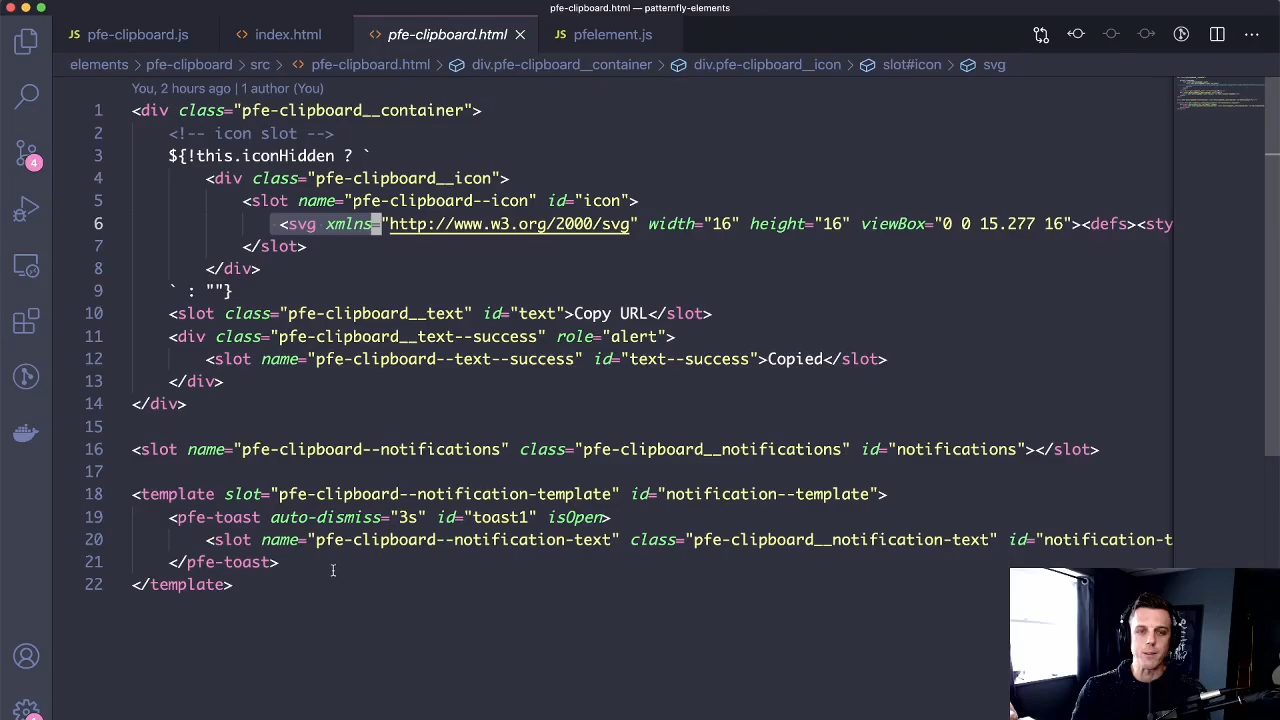 pfe-clipboard.html — patternfly-elements
pfe-clipboard.js
index.html
pfe-clipboard.html
pfelement.js
elements > pfe-clipboard > src > pfe-clipboard.html > div.pfe-clipboard__container > div.pfe-clipboard__icon > slot#icon > svg
You, 2 hours ago | 1 author (You)
1 <div class="pfe-clipboard__container">
2 <!-- icon slot -->
3 ${!this.iconHidden ? `
4 <div class="pfe-clipboard__icon">
5 <slot name="pfe-clipboard--icon" id="icon">
6 <svg xmlns="http://www.w3.org/2000/svg" width="16" height="16" viewBox="0 0 15.277 16"><defs><sty
7 </slot>
8 </div>
9 ` : ""}
10 <slot class="pfe-clipboard__text" id="text">Copy URL</slot>
11 <div class="pfe-clipboard__text--success" role="alert">
12 <slot name="pfe-clipboard--text--success" id="text--success">Copied</slot>
13 </div>
14 </div>
15
16 <slot name="pfe-clipboard--notifications" class="pfe-clipboard__notifications" id="notifications"></slot>
17
18 <template slot="pfe-clipboard--notification-template" id="notification--template">
19 <pfe-toast auto-dismiss="3s" id="toast1" isOpen>
20 <slot name="pfe-clipboard--notification-text" class="pfe-clipboard__notification-text" id="notification-t
21 </pfe-toast>
22 </template>
4